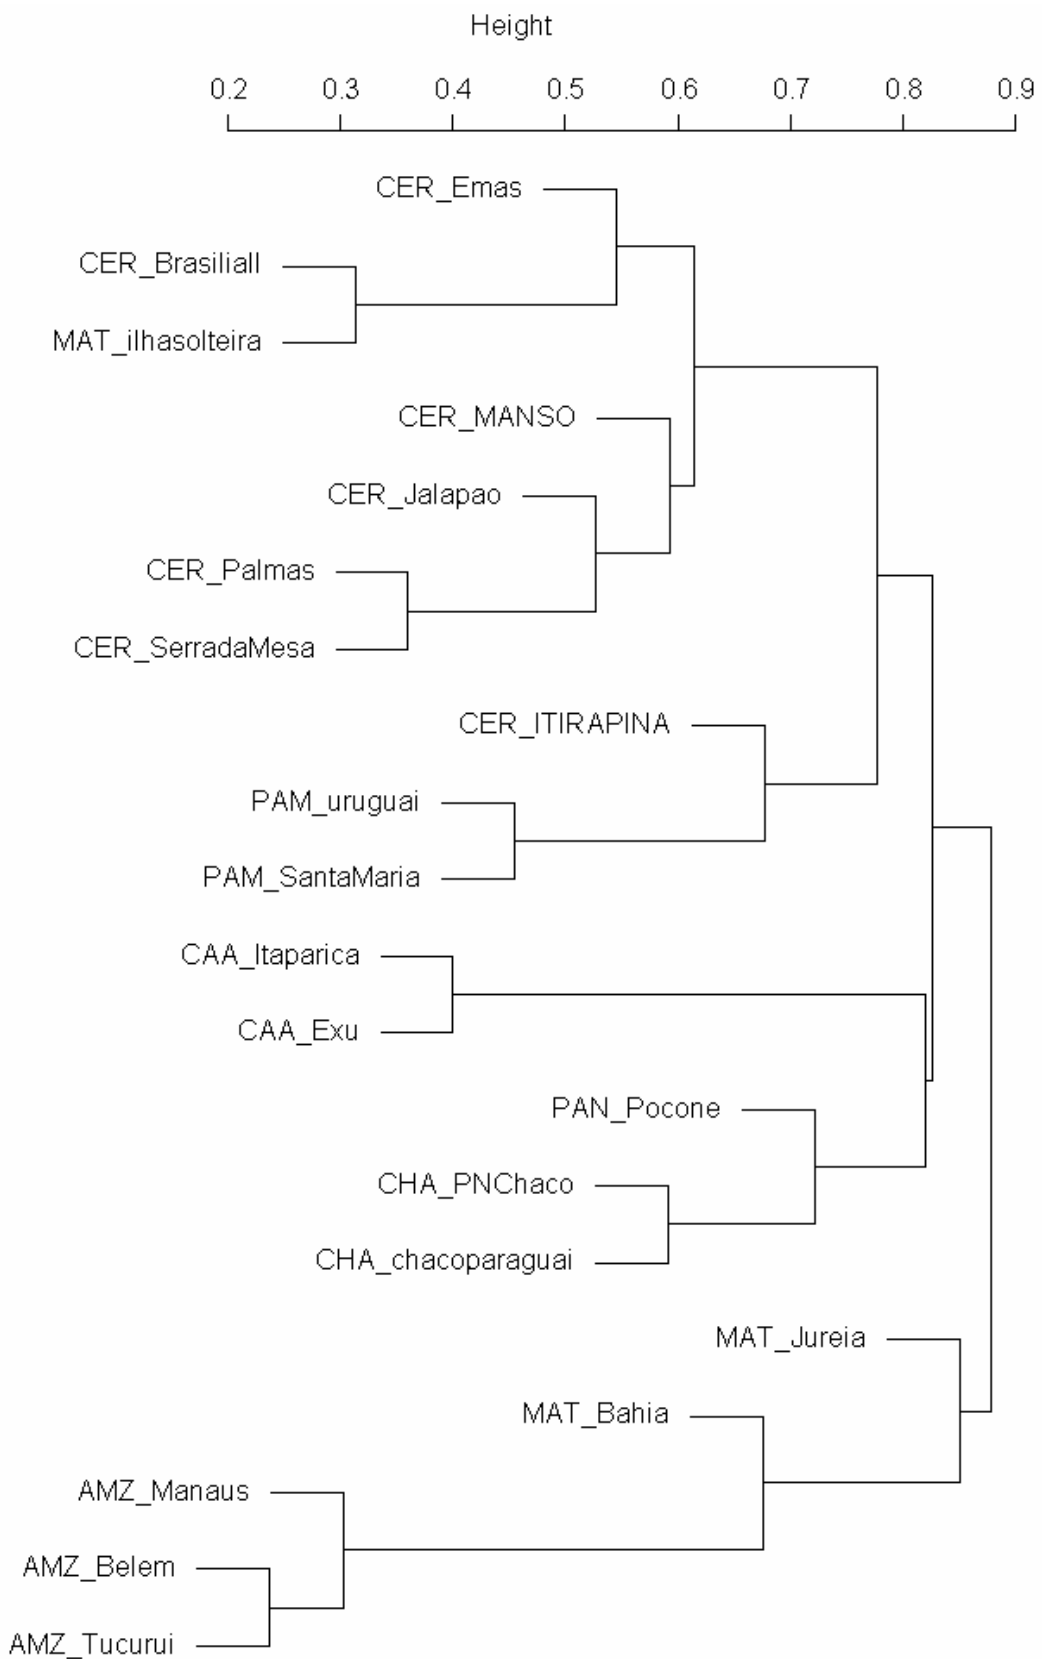 Height
0.2 0.3 0.4 0.5 0.6 0.7 0.8 0.9
CER_Emas
CER_BrasiliaII
MAT_ilhasolteira
CER_MANSO
CER_Jalapao
CER_Palmas
CER_SerradaMesa
CER_ITIRAPINA
PAM_uruguai
PAM_SantaMaria
CAA_Itaparica
CAA_Exu
PAN_Pocone
CHA_PNChaco
CHA_chacoparaguai
MAT_Jureia
MAT_Bahia
AMZ_Manaus
AMZ_Belem
AMZ_Tucurui